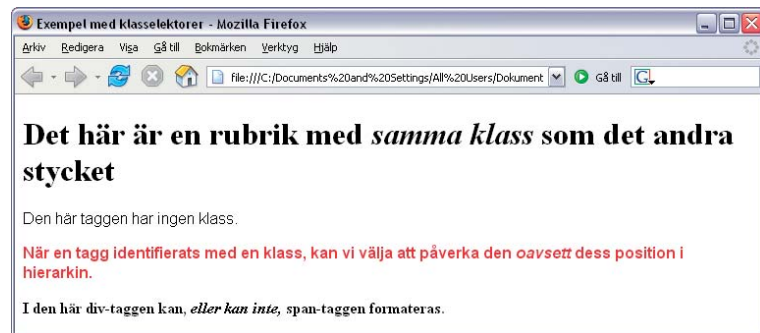 Exempel med klasselektorer - Mozilla Firefox
Arkiv Redigera Visa Gå till Bokmärken Verktyg Hjälp
file:///C:/Documents%20and%20Settings/All%20Users/Dokument Gå till G
Det här är en rubrik med samma klass som det andra
stycket
Den här taggen har ingen klass.
När en tagg identifierats med en klass, kan vi välja att påverka den oavsett dess position i
hierarkin.
I den här div-taggen kan, eller kan inte, span-taggen formateras.